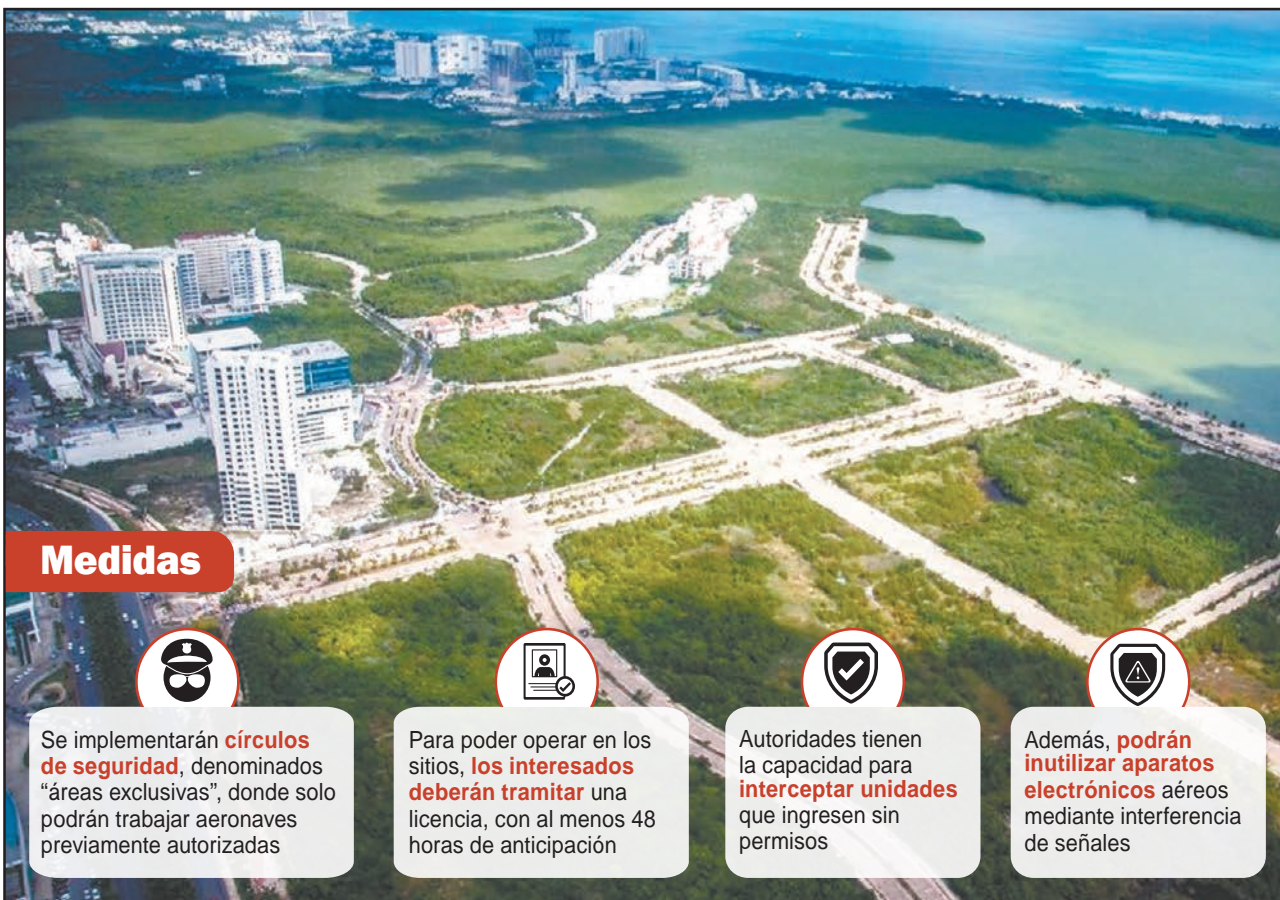 Medidas
Se implementarán círculos
de seguridad, denominados
“áreas exclusivas”, donde solo
podrán trabajar aeronaves
previamente autorizadas
Para poder operar en los
sitios, los interesados
deberán tramitar una
licencia, con al menos 48
horas de anticipación
Autoridades tienen
la capacidad para
interceptar unidades
que ingresen sin
permisos
Además, podrán
inutilizar aparatos
electrónicos aéreos
mediante interferencia
de señales